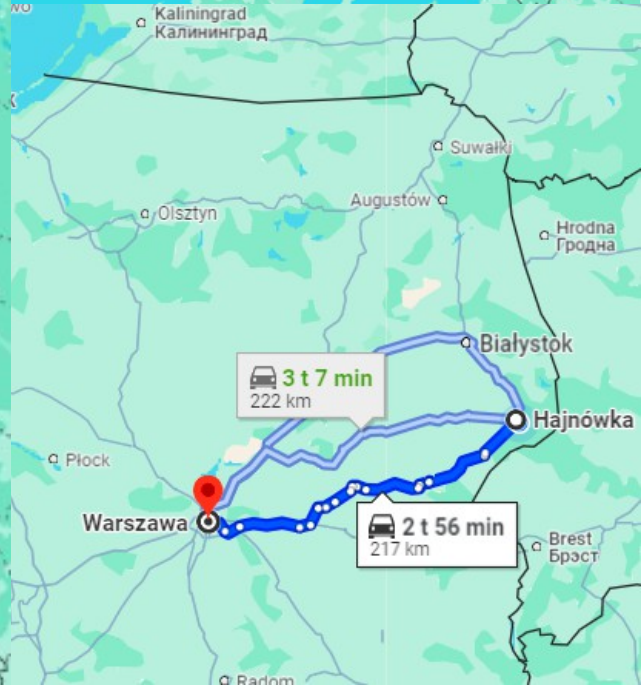 Kaliningrad
Калининград
Suwałki
Augustów
Olsztyn
Hrodna
Гродна
Białystok
3 t 7 min
222 km
Hajnówka
Płock
Warszawa
2 t 56 min
217 km
Brest
Брэст
Radom